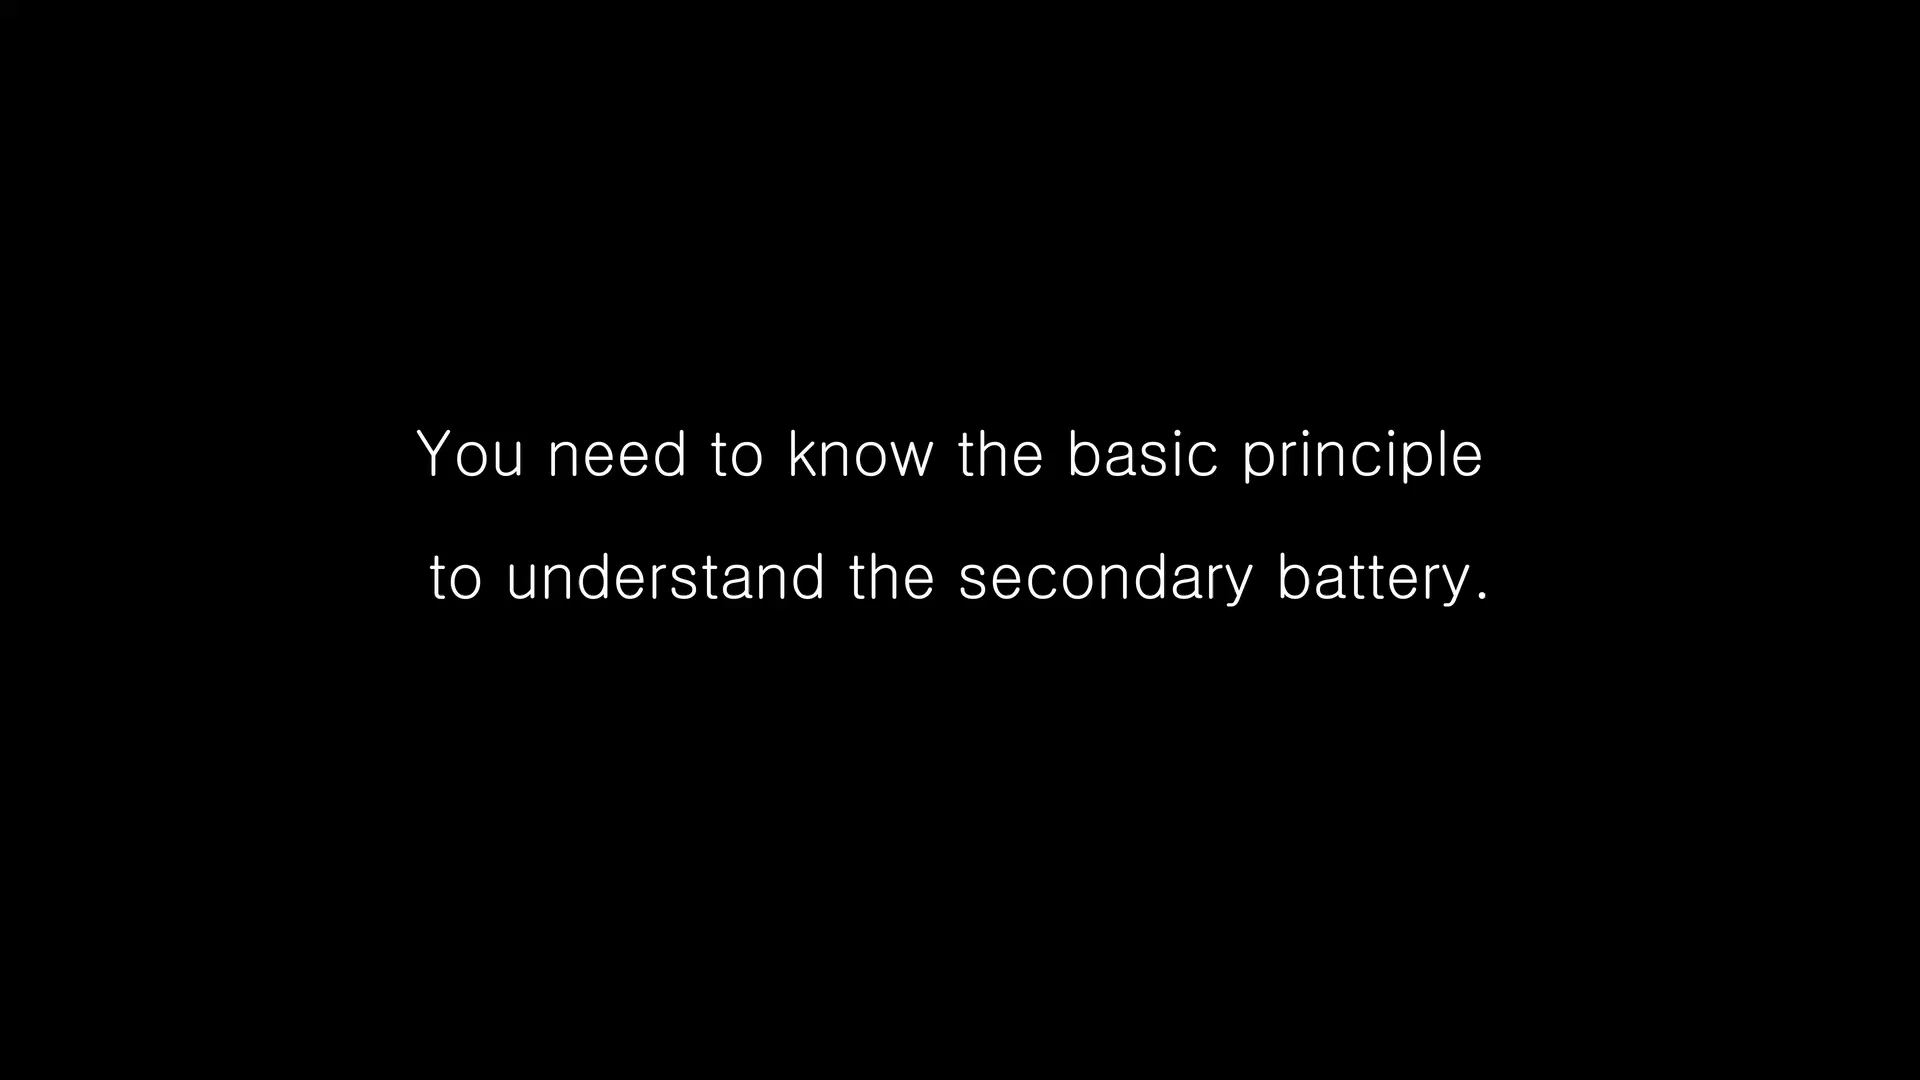 You need to know the basic principle
to understand the secondary battery.